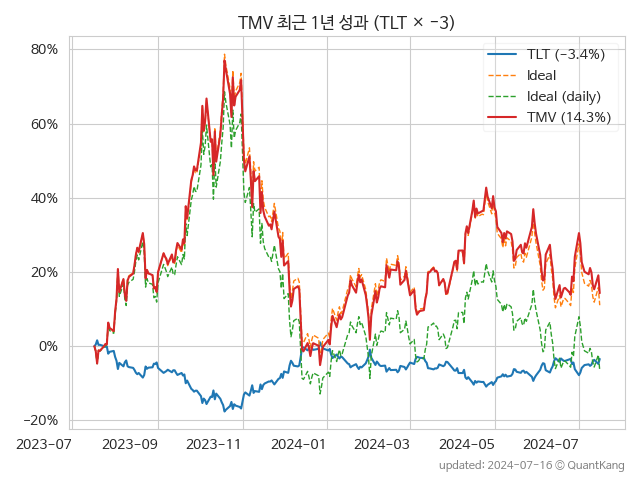 TMV 최근 1년 성과 (TLT × −3)
80%
60%
40%
20%
0%
−20%
TLT (−3.4%)
Ideal
Ideal (daily)
TMV (14.3%)
2023-07
2023-09
2023-11
2024-01
2024-03
2024-05
2024-07
updated: 2024-07-16 © QuantKang